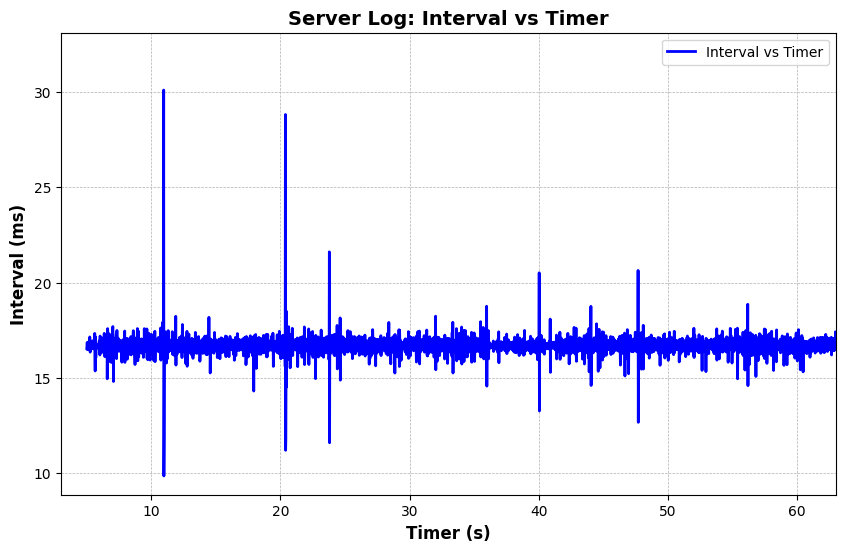 Server Log: Interval vs Timer
Interval vs Timer
30
25
20
15
10
Interval (ms)
10 20 30 40 50 60
Timer (s)